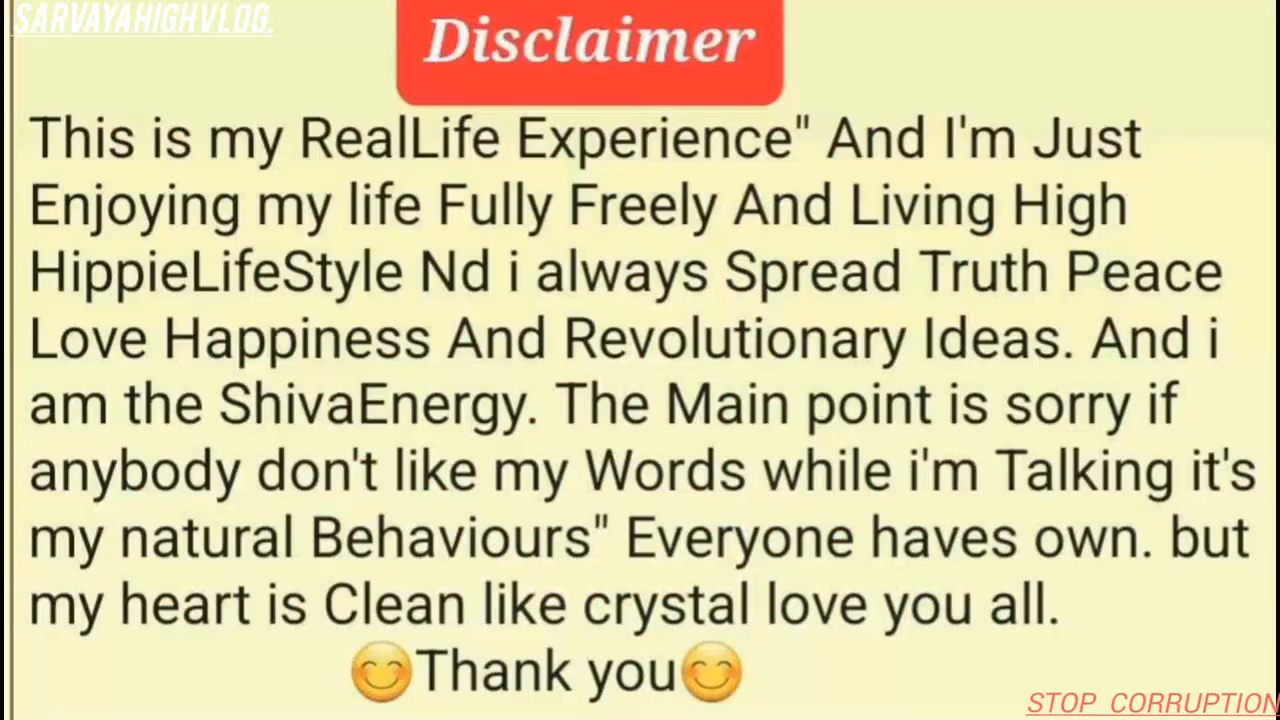 SARVAYAHIGHVLOG.
Disclaimer
This is my RealLife Experience" And I'm Just
Enjoying my life Fully Freely And Living High
HippieLifeStyle Nd i always Spread Truth Peace
Love Happiness And Revolutionary Ideas. And i
am the ShivaEnergy. The Main point is sorry if
anybody don't like my Words while i'm Talking it's
my natural Behaviours" Everyone haves own. but
my heart is Clean like crystal love you all.
😊Thank you😊
STOP CORRUPTION